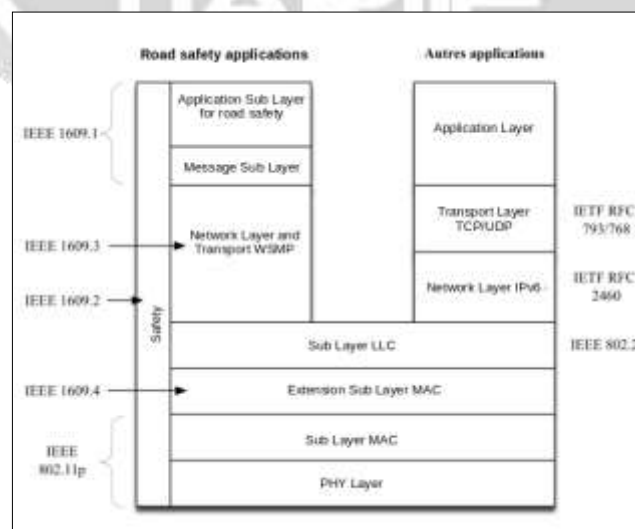 Road safety applications
Autres applications
IEEE 1609.1
Application Sub Layer
for road safety
Message Sub Layer
Application Layer
IEEE 1609.3
Network Layer and
Transport WSMP
Transport Layer
TCP/UDP
IETF RFC
793/768
IEEE 1609.2
Safety
Network Layer IPv6
IETF RFC
2460
Sub Layer LLC
IEEE 802.2
IEEE 1609.4
Extension Sub Layer MAC
IEEE
802.11p
Sub Layer MAC
PHY Layer